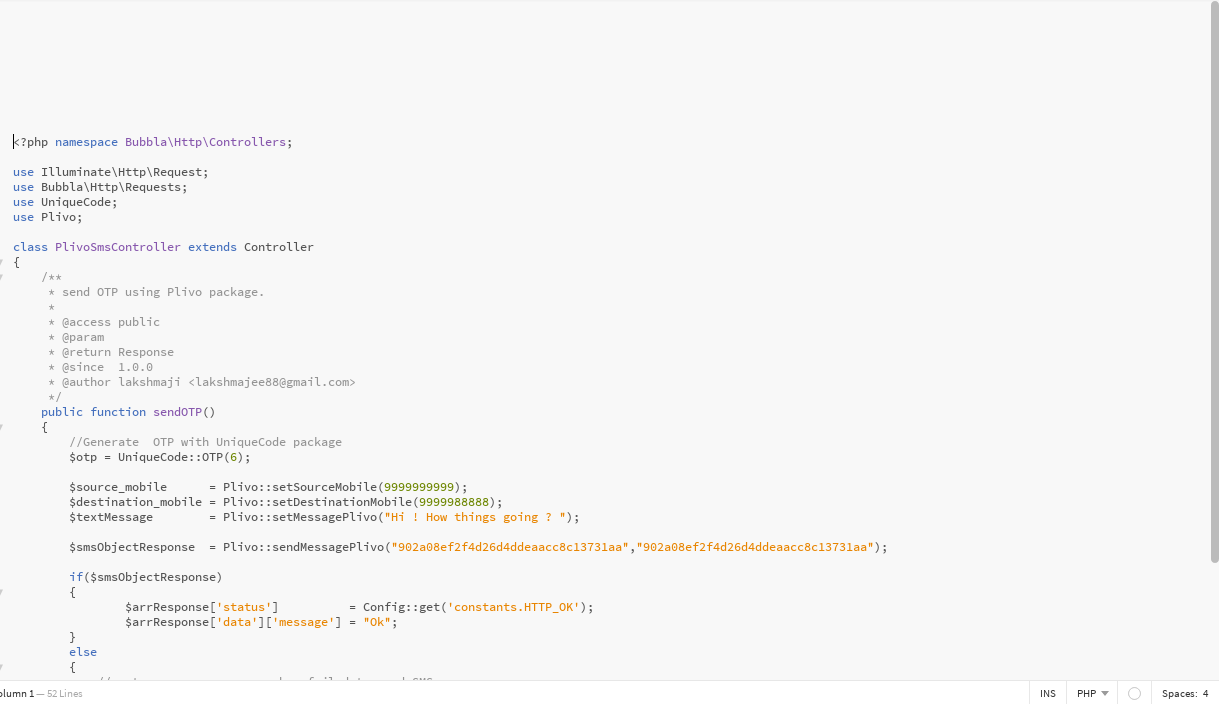 <?php namespace Bubbla\Http\Controllers;
use Illuminate\Http\Request;
use Bubbla\Http\Requests;
use UniqueCode;
use Plivo;
class PlivoSmsController extends Controller
{
/**
* send OTP using Plivo package.
*
* @access public
* @param
* @return Response
* @since  1.0.0
* @author lakshmaji <lakshmajee88@gmail.com>
*/
public function sendOTP()
{
//Generate  OTP with UniqueCode package
$otp = UniqueCode::OTP(6);
$source_mobile      = Plivo::setSourceMobile(9999999999);
$destination_mobile = Plivo::setDestinationMobile(9999988888);
$textMessage        = Plivo::setMessagePlivo("Hi ! How things going ? ");
$smsObjectResponse  = Plivo::sendMessagePlivo("902a08ef2f4d26d4ddeaacc8c13731aa","902a08ef2f4d26d4ddeaacc8c13731aa");
if($smsObjectResponse)
{
$arrResponse['status']          = Config::get('constants.HTTP_OK');
$arrResponse['data']['message'] = "Ok";
}
else
{
olumn 1 — 52 Lines
INS
PHP
Spaces: 4